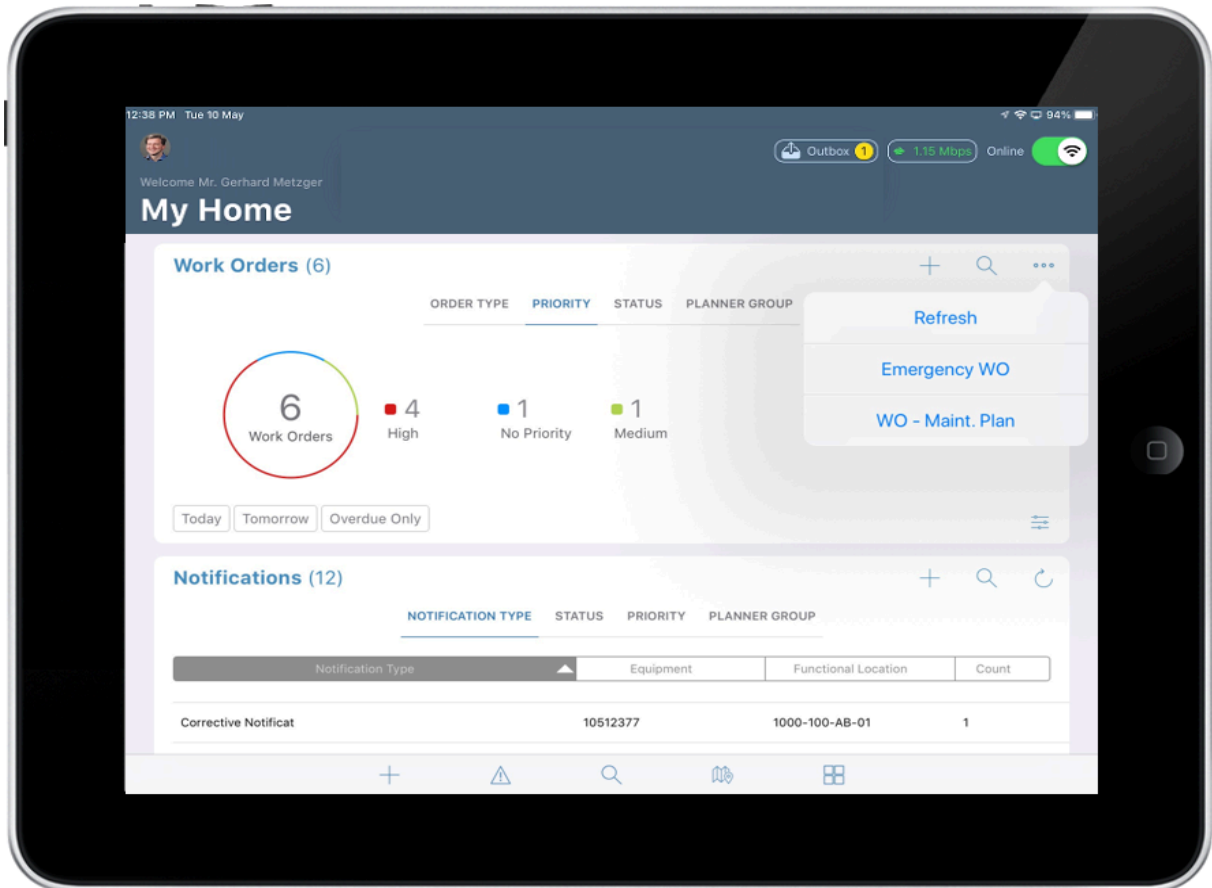 12:38 PM Tue 10 May
94%
Outbox 1
1.15 Mbps
Online
Welcome Mr. Gerhard Metzger
My Home
Work Orders (6)
ORDER TYPE PRIORITY STATUS PLANNER GROUP
Refresh
Emergency WO
WO - Maint. Plan
6
Work Orders
4
High
1
No Priority
1
Medium
Today Tomorrow Overdue Only
Notifications (12)
NOTIFICATION TYPE STATUS PRIORITY PLANNER GROUP
Notification Type Equipment Functional Location Count
Corrective Notificat 10512377 1000-100-AB-01 1